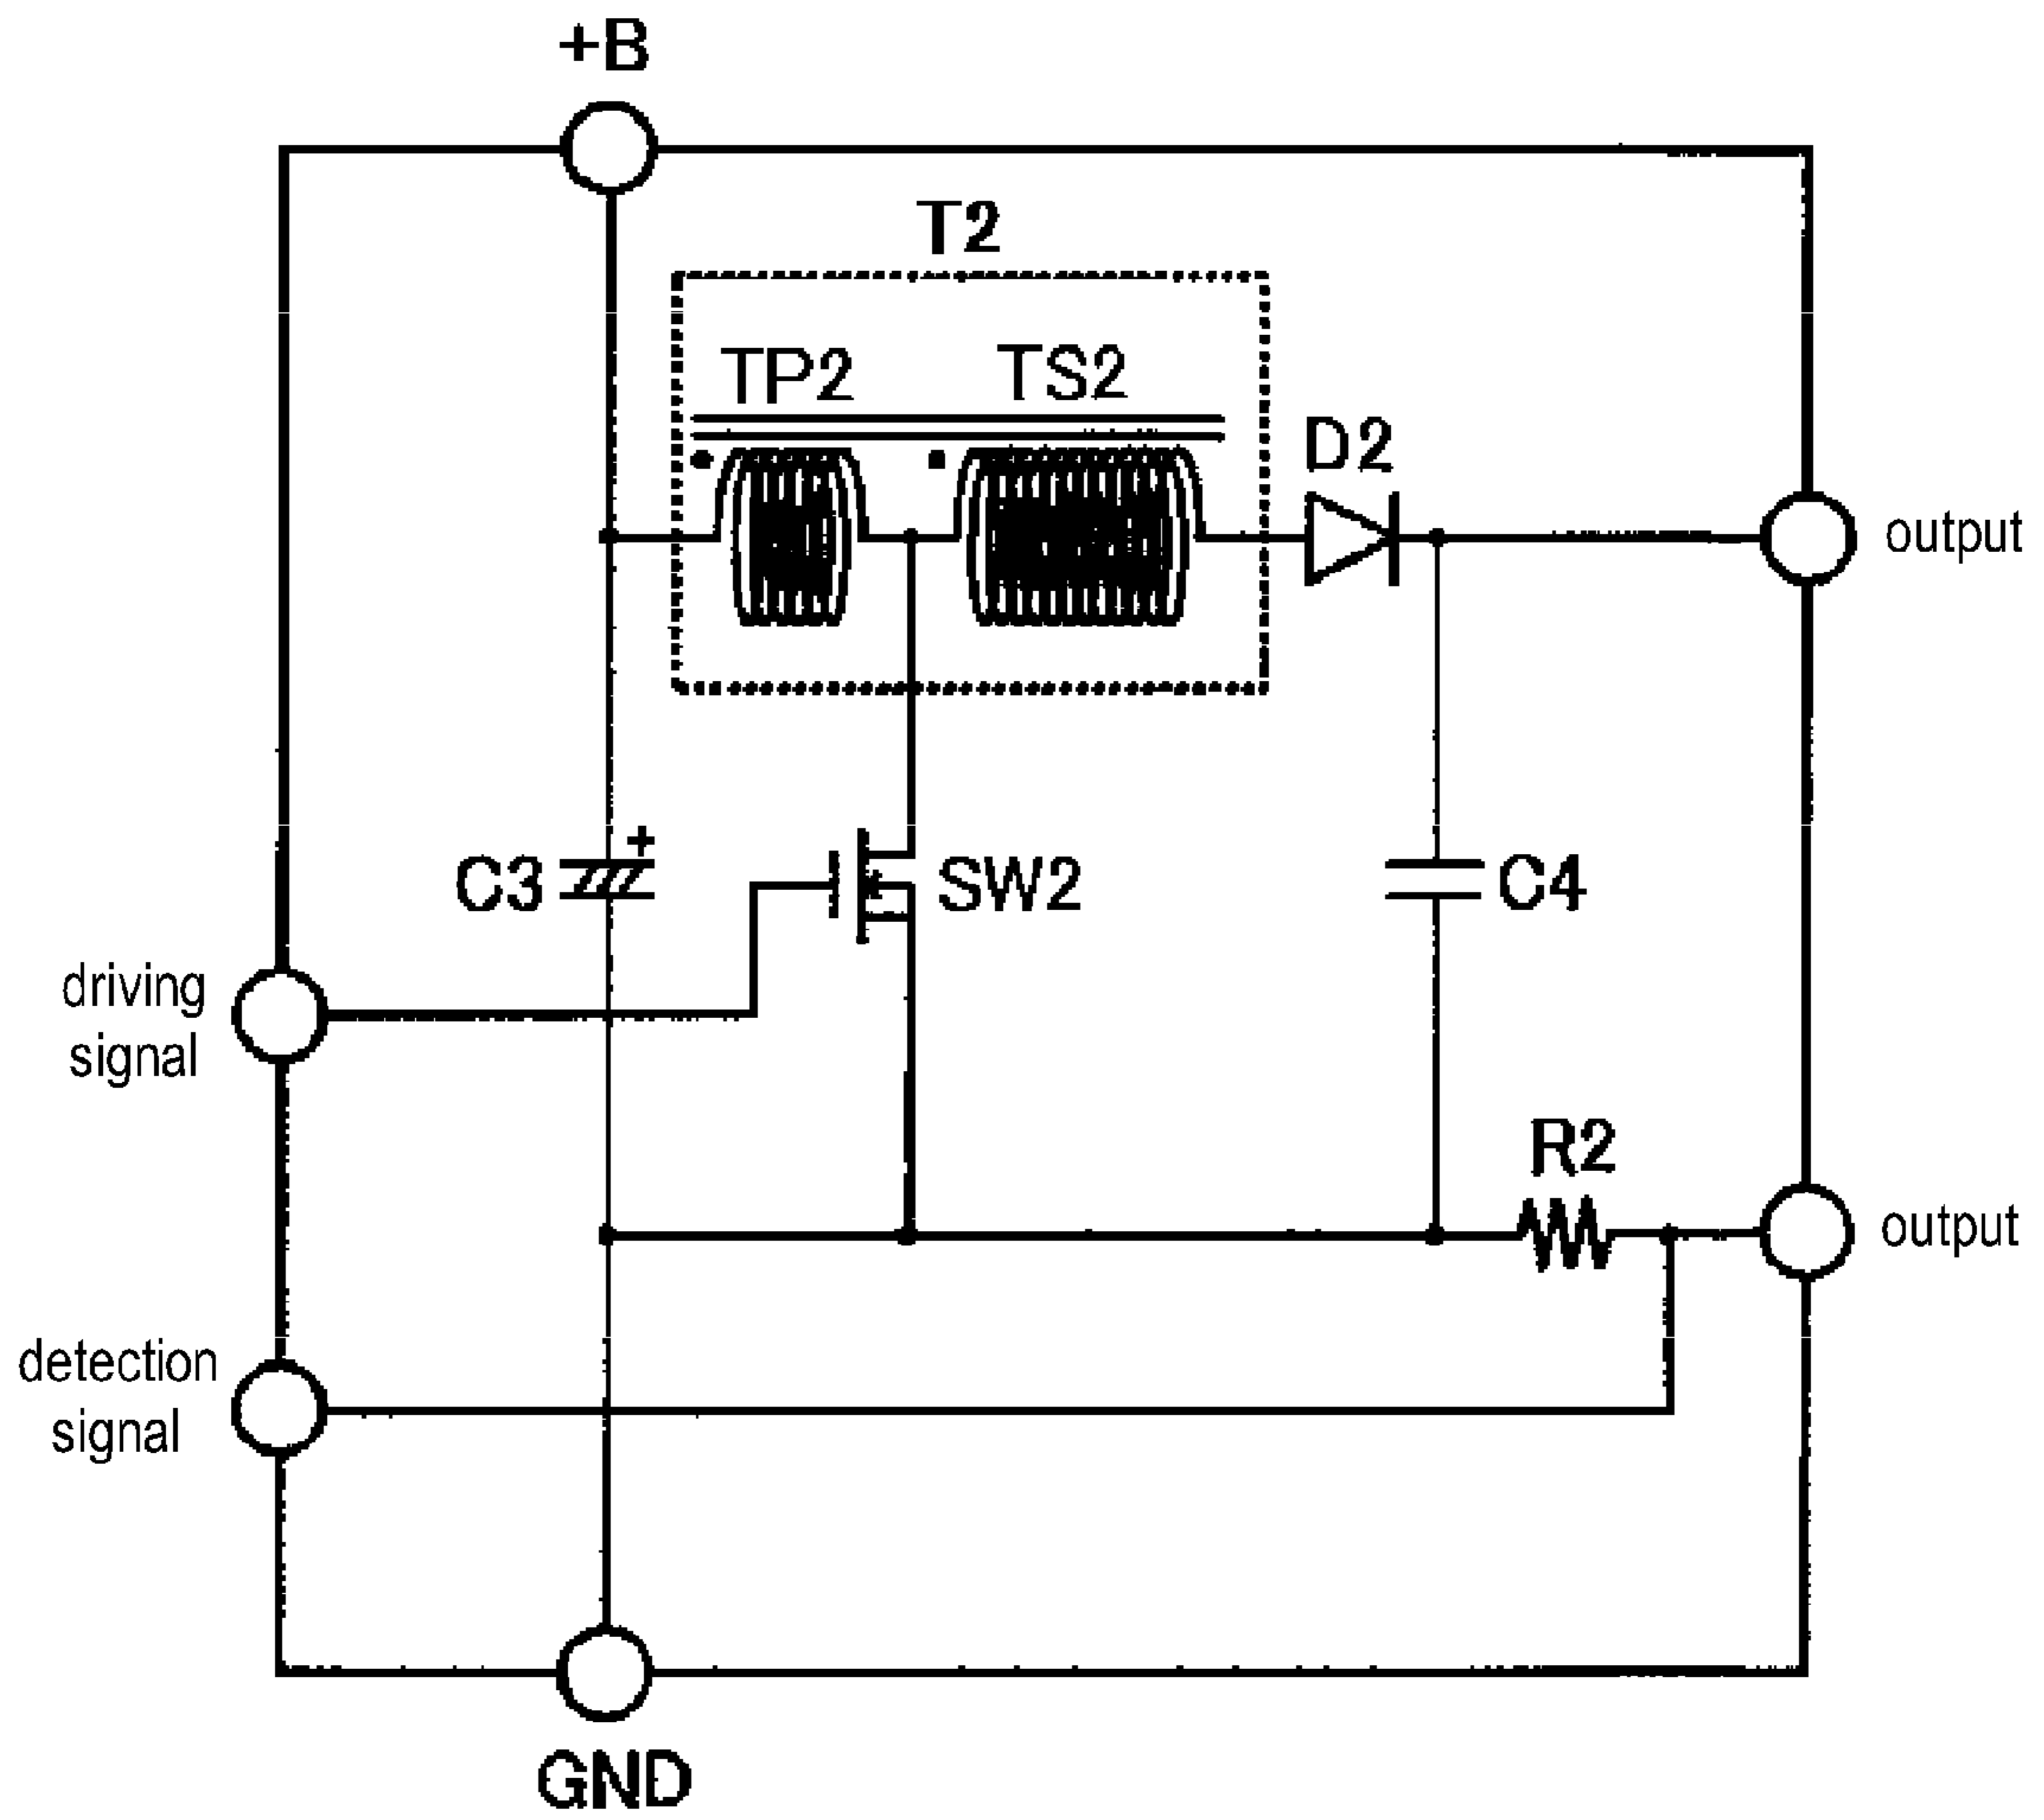 +B
T2
TP2 TS2
D2
output
+
C3
SW2
C4
driving
signal
R2
output
detection
signal
GND